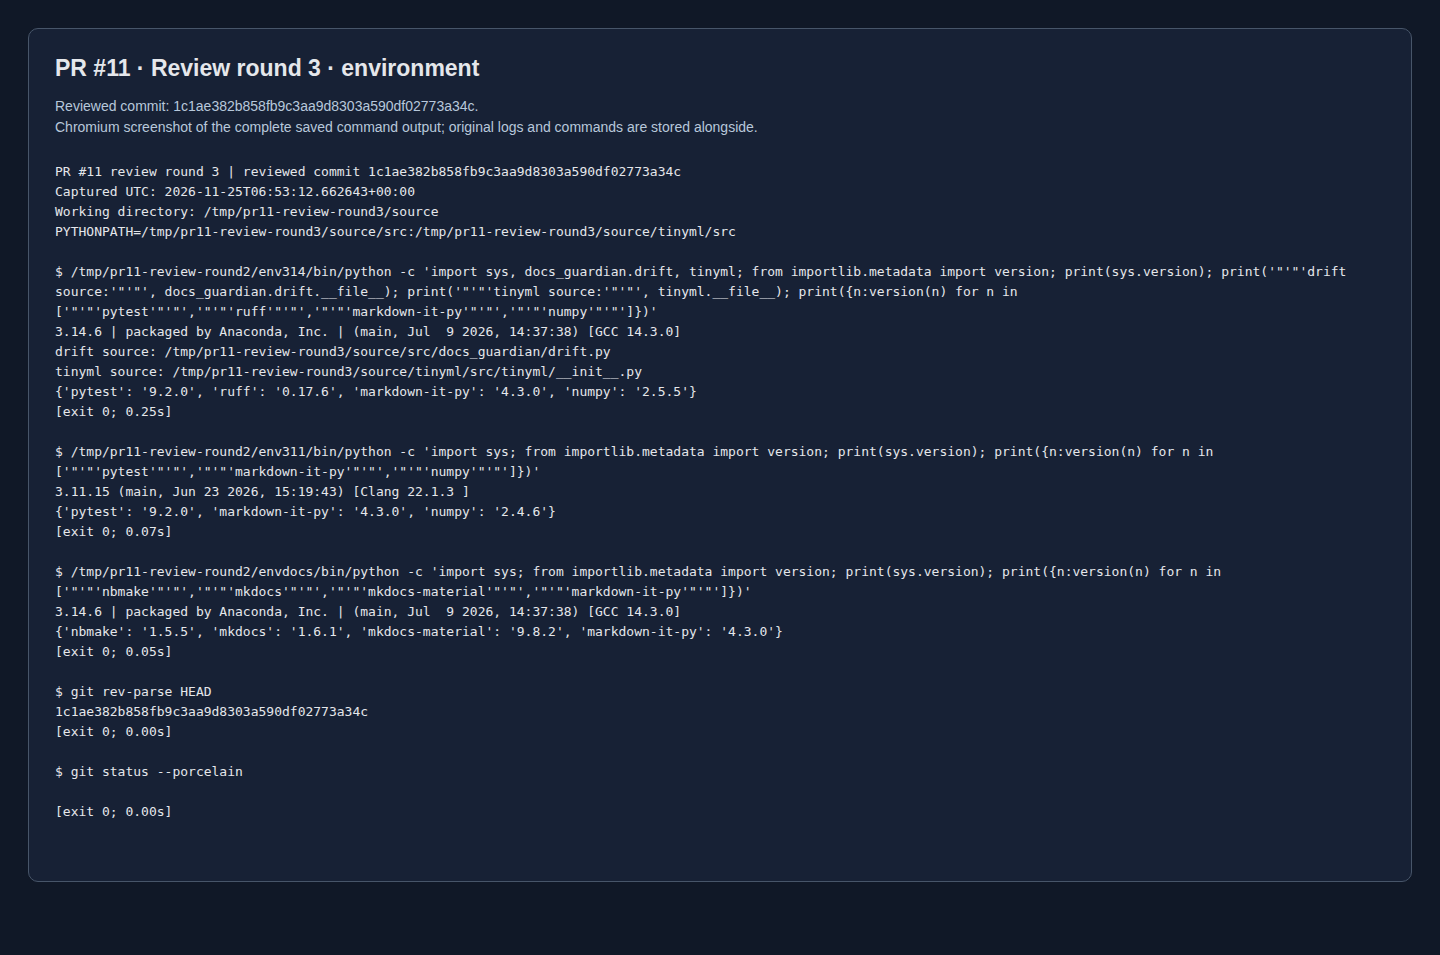 PR #11 · Review round 3 · environment
Reviewed commit: 1c1ae382b858fb9c3aa9d8303a590df02773a34c.
Chromium screenshot of the complete saved command output; original logs and commands are stored alongside.
PR #11 review round 3 | reviewed commit 1c1ae382b858fb9c3aa9d8303a590df02773a34c
Captured UTC: 2026-11-25T06:53:12.662643+00:00
Working directory: /tmp/pr11-review-round3/source
PYTHONPATH=/tmp/pr11-review-round3/source/src:/tmp/pr11-review-round3/source/tinyml/src
$ /tmp/pr11-review-round2/env314/bin/python -c 'import sys, docs_guardian.drift, tinyml; from importlib.metadata import version; print(sys.version); print('"'"'drift
source:'"'"', docs_guardian.drift.__file__); print('"'"'tinyml source:'"'"', tinyml.__file__); print({n:version(n) for n in
['"'"'pytest'"'"','"'"'ruff'"'"','"'"'markdown-it-py'"'"','"'"'numpy'"'"']})'
3.14.6 | packaged by Anaconda, Inc. | (main, Jul  9 2026, 14:37:38) [GCC 14.3.0]
drift source: /tmp/pr11-review-round3/source/src/docs_guardian/drift.py
tinyml source: /tmp/pr11-review-round3/source/tinyml/src/tinyml/__init__.py
{'pytest': '9.2.0', 'ruff': '0.17.6', 'markdown-it-py': '4.3.0', 'numpy': '2.5.5'}
[exit 0; 0.25s]
$ /tmp/pr11-review-round2/env311/bin/python -c 'import sys; from importlib.metadata import version; print(sys.version); print({n:version(n) for n in
['"'"'pytest'"'"','"'"'markdown-it-py'"'"','"'"'numpy'"'"']})'
3.11.15 (main, Jun 23 2026, 15:19:43) [Clang 22.1.3 ]
{'pytest': '9.2.0', 'markdown-it-py': '4.3.0', 'numpy': '2.4.6'}
[exit 0; 0.07s]
$ /tmp/pr11-review-round2/envdocs/bin/python -c 'import sys; from importlib.metadata import version; print(sys.version); print({n:version(n) for n in
['"'"'nbmake'"'"','"'"'mkdocs'"'"','"'"'mkdocs-material'"'"','"'"'markdown-it-py'"'"']})'
3.14.6 | packaged by Anaconda, Inc. | (main, Jul  9 2026, 14:37:38) [GCC 14.3.0]
{'nbmake': '1.5.5', 'mkdocs': '1.6.1', 'mkdocs-material': '9.8.2', 'markdown-it-py': '4.3.0'}
[exit 0; 0.05s]
$ git rev-parse HEAD
1c1ae382b858fb9c3aa9d8303a590df02773a34c
[exit 0; 0.00s]
$ git status --porcelain
[exit 0; 0.00s]